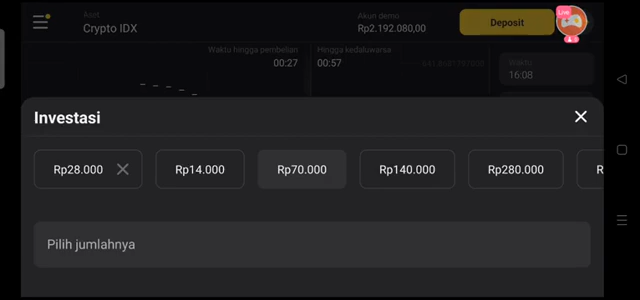 Aset
Crypto IDX
Akun demo
Rp2.192.080,00
Deposit
Live
Waktu hingga pembelian
00:27
Hingga kedaluwarsa
00:57
Waktu
16:08
Investasi
Rp28.000
Rp14.000
Rp70.000
Rp140.000
Rp280.000
R
Pilih jumlahnya